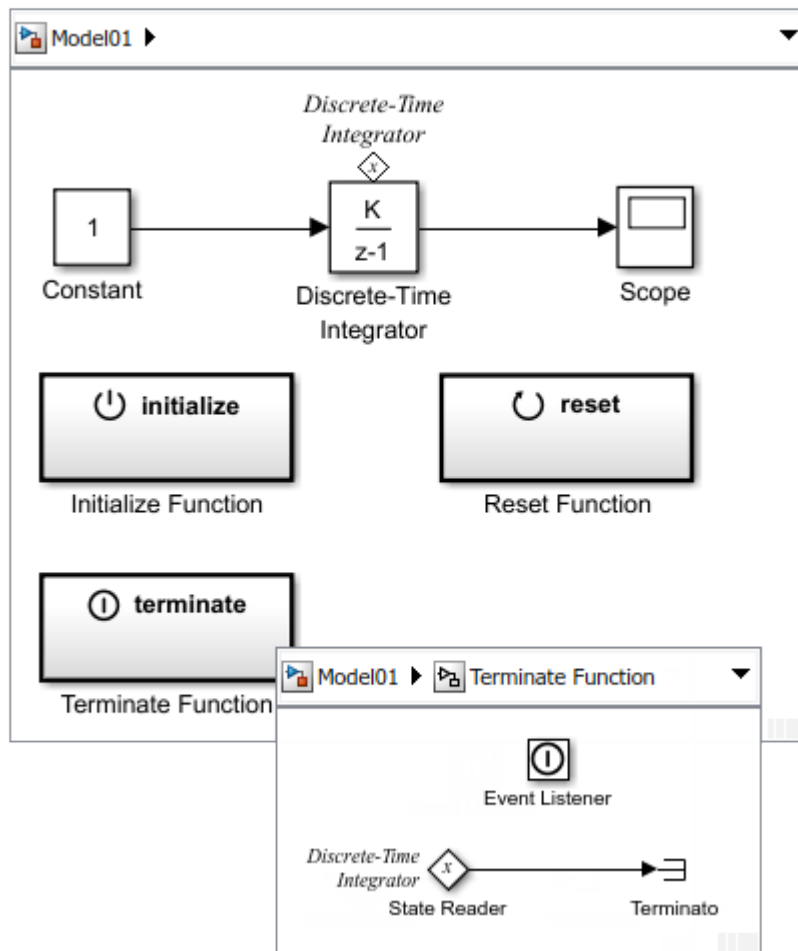 Model01
Discrete-Time
Integrator
x
1
K
z-1
Constant
Discrete-Time
Integrator
Scope
initialize
reset
Initialize Function
Reset Function
terminate
Terminate Function
Model01 Terminate Function
Event Listener
Discrete-Time
Integrator
x
State Reader
Terminato